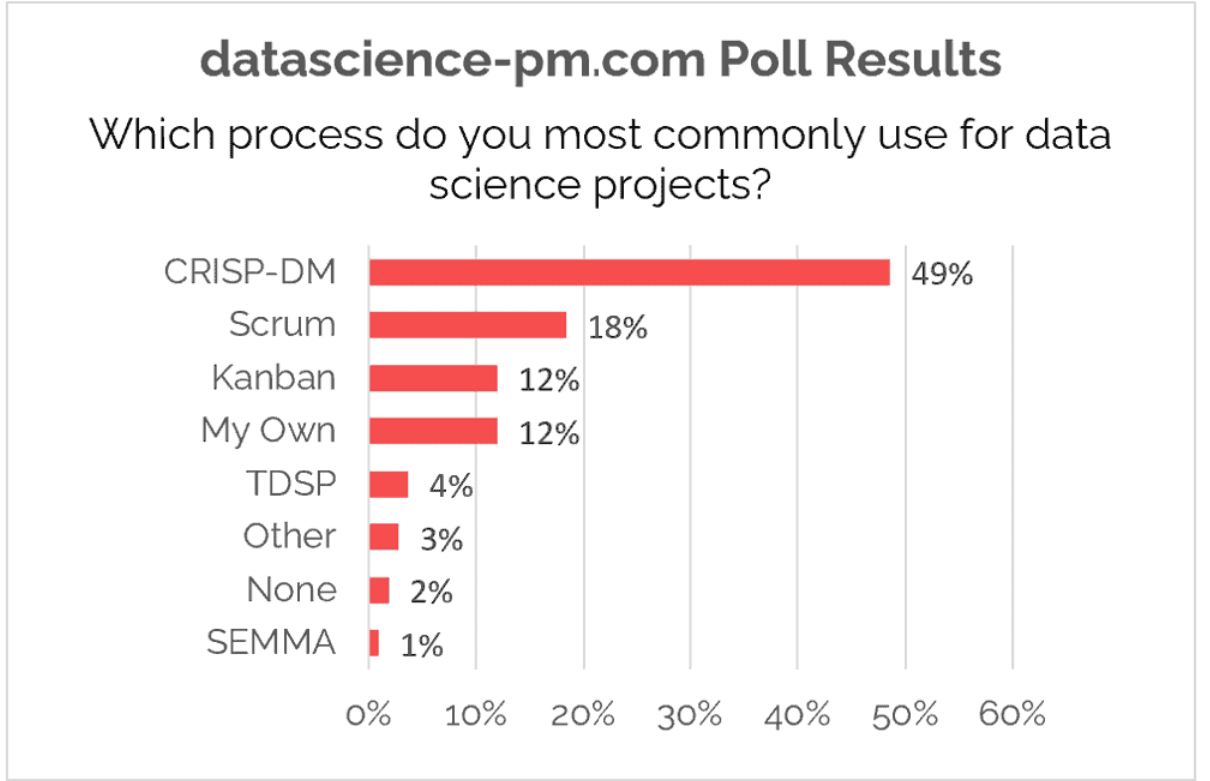 datascience-pm.com Poll Results
Which process do you most commonly use for data
science projects?
CRISP-DM 49%
Scrum 18%
Kanban 12%
My Own 12%
TDSP 4%
Other 3%
None 2%
SEMMA 1%
0% 10% 20% 30% 40% 50% 60%